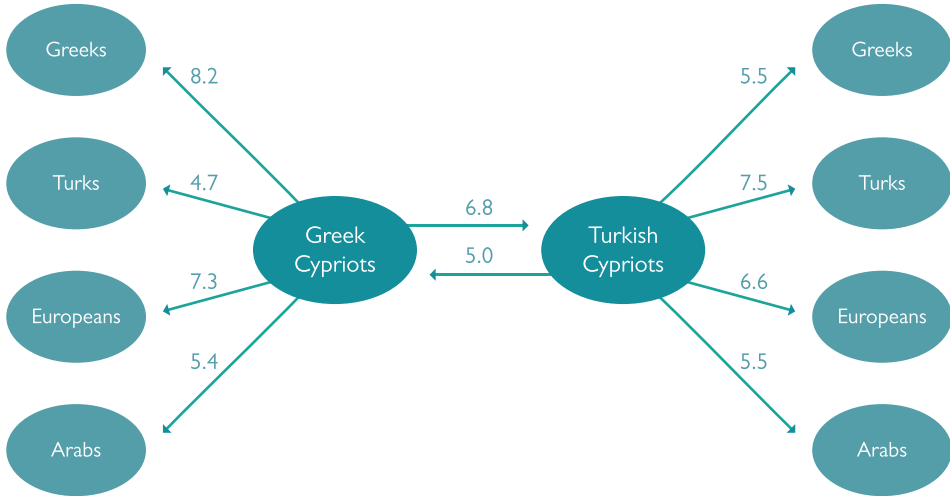 Greeks
8.2
Turks
4.7
Europeans
7.3
Arabs
5.4
Greek
Cypriots
6.8
5.0
Turkish
Cypriots
Greeks
5.5
Turks
7.5
Europeans
6.6
Arabs
5.5